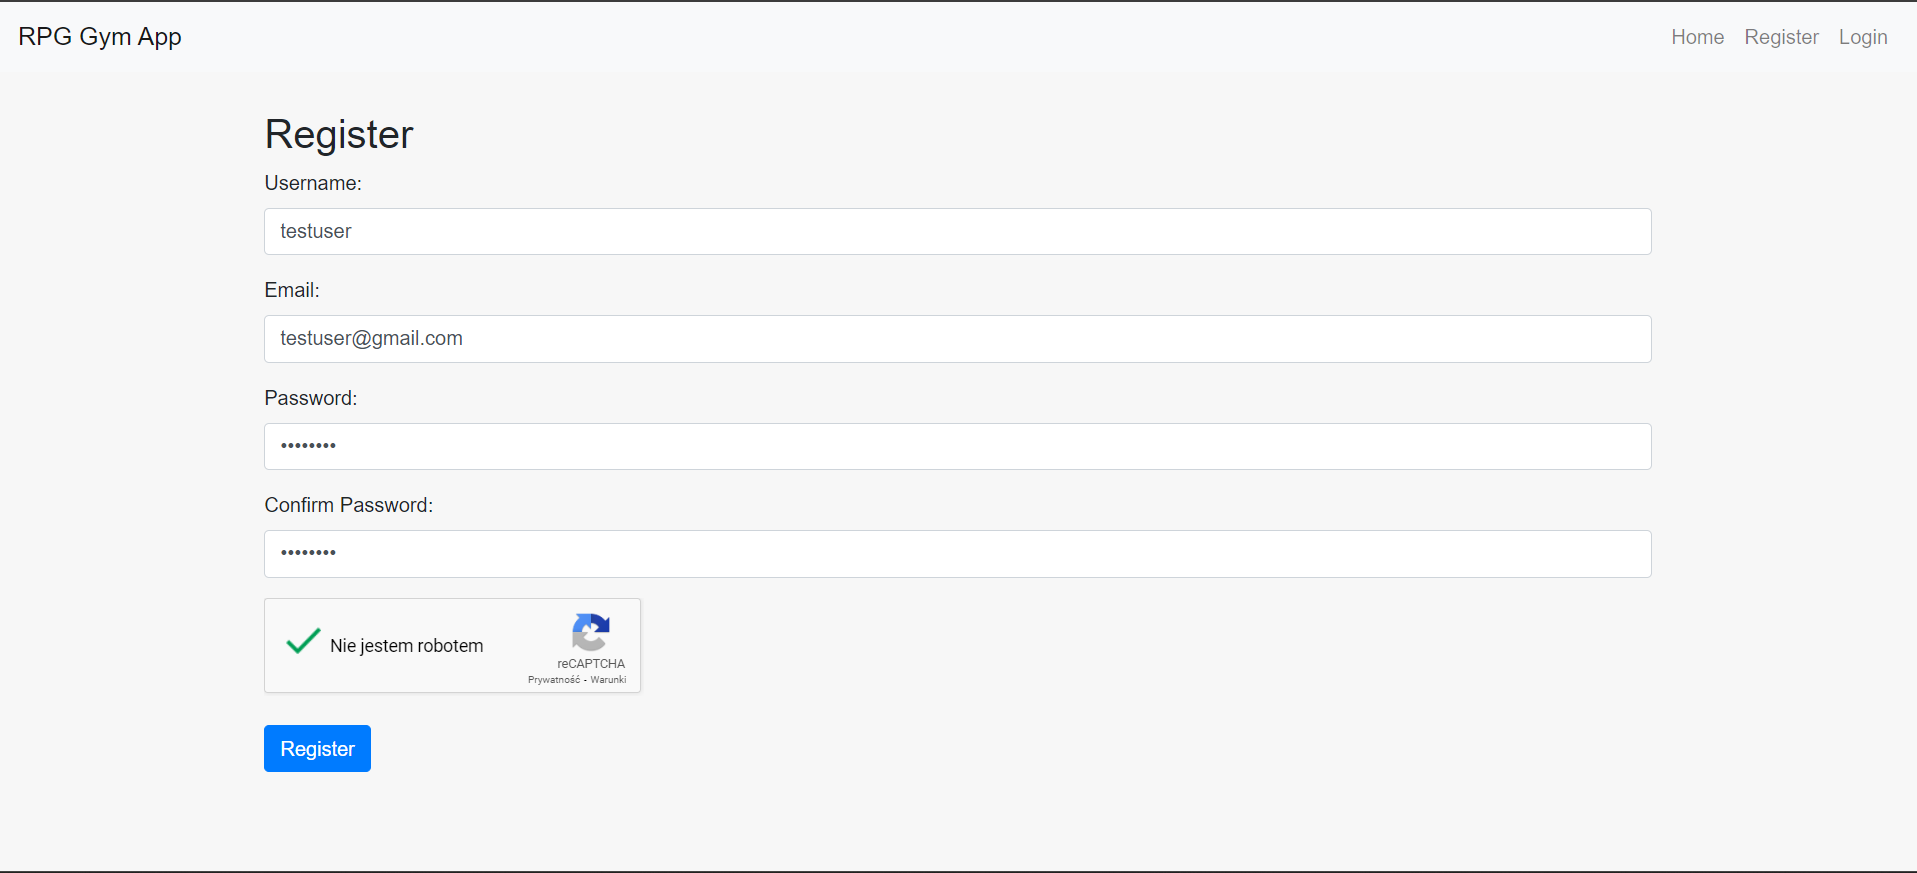 RPG Gym App
Home Register Login
Register
Username:
testuser
Email:
testuser@gmail.com
Password:
••••••••
Confirm Password:
••••••••
Nie jestem robotem
reCAPTCHA
Prywatność - Warunki
Register